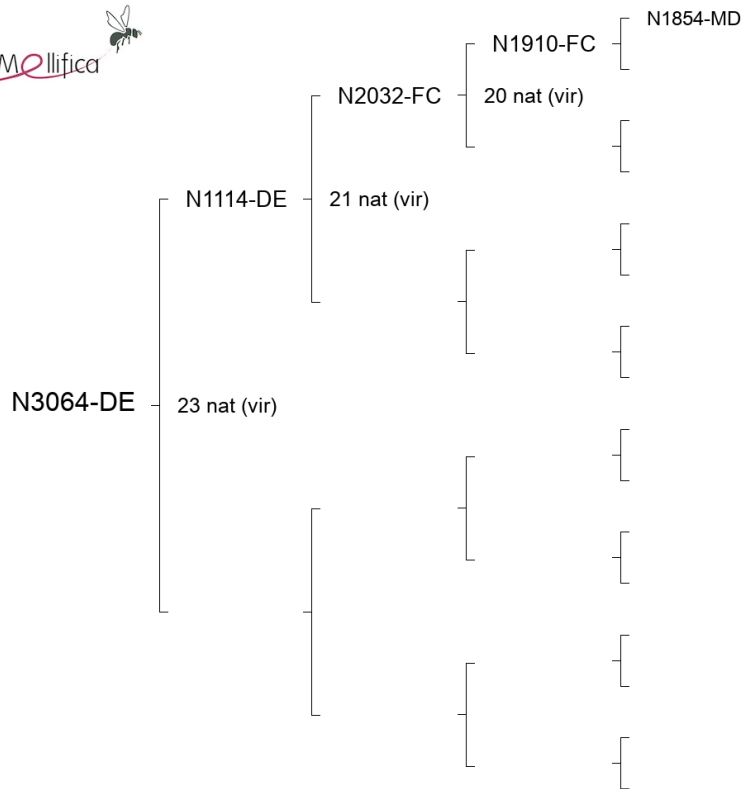 Mellifica
N1854-MD
N1910-FC
N2032-FC
20 nat (vir)
N1114-DE
21 nat (vir)
N3064-DE
23 nat (vir)